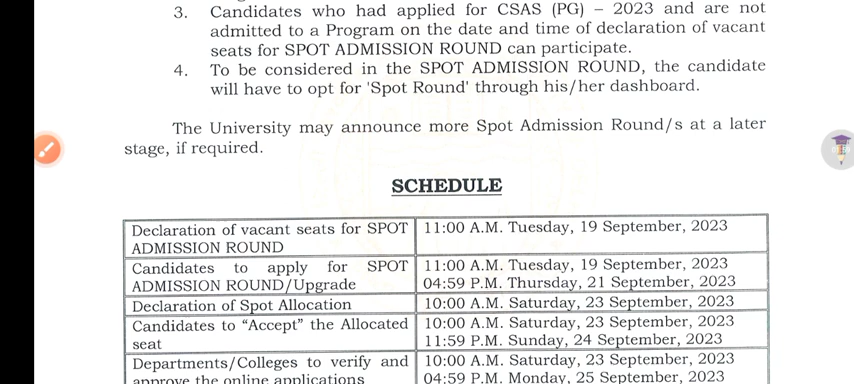 3. Candidates who had applied for CSAS (PG) – 2023 and are not
admitted to a Program on the date and time of declaration of vacant
seats for SPOT ADMISSION ROUND can participate.
4. To be considered in the SPOT ADMISSION ROUND, the candidate
will have to opt for 'Spot Round' through his/her dashboard.
The University may announce more Spot Admission Round/s at a later
stage, if required.
SCHEDULE
Declaration of vacant seats for SPOT
ADMISSION ROUND
11:00 A.M. Tuesday, 19 September, 2023
Candidates to apply for SPOT
ADMISSION ROUND/Upgrade
11:00 A.M. Tuesday, 19 September, 2023
04:59 P.M. Thursday, 21 September, 2023
Declaration of Spot Allocation
10:00 A.M. Saturday, 23 September, 2023
Candidates to “Accept” the Allocated
seat
10:00 A.M. Saturday, 23 September, 2023
11:59 P.M. Sunday, 24 September, 2023
Departments/Colleges to verify and
approve the online applications
10:00 A.M. Saturday, 23 September, 2023
04:59 P.M. Monday, 25 September, 2023